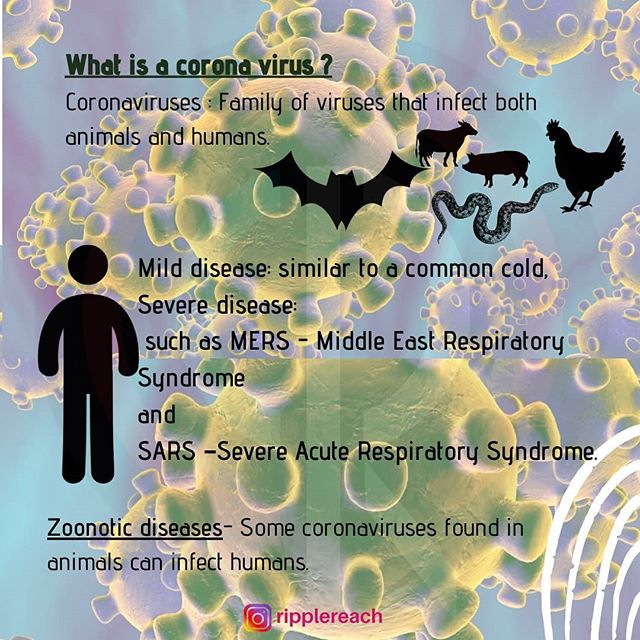 What is a corona virus ?
Coronaviruses : Family of viruses that infect both
animals and humans.
Mild disease: similar to a common cold,
Severe disease:
such as MERS - Middle East Respiratory
Syndrome
and
SARS –Severe Acute Respiratory Syndrome.
Zoonotic diseases- Some coronaviruses found in
animals can infect humans.
ripplereach